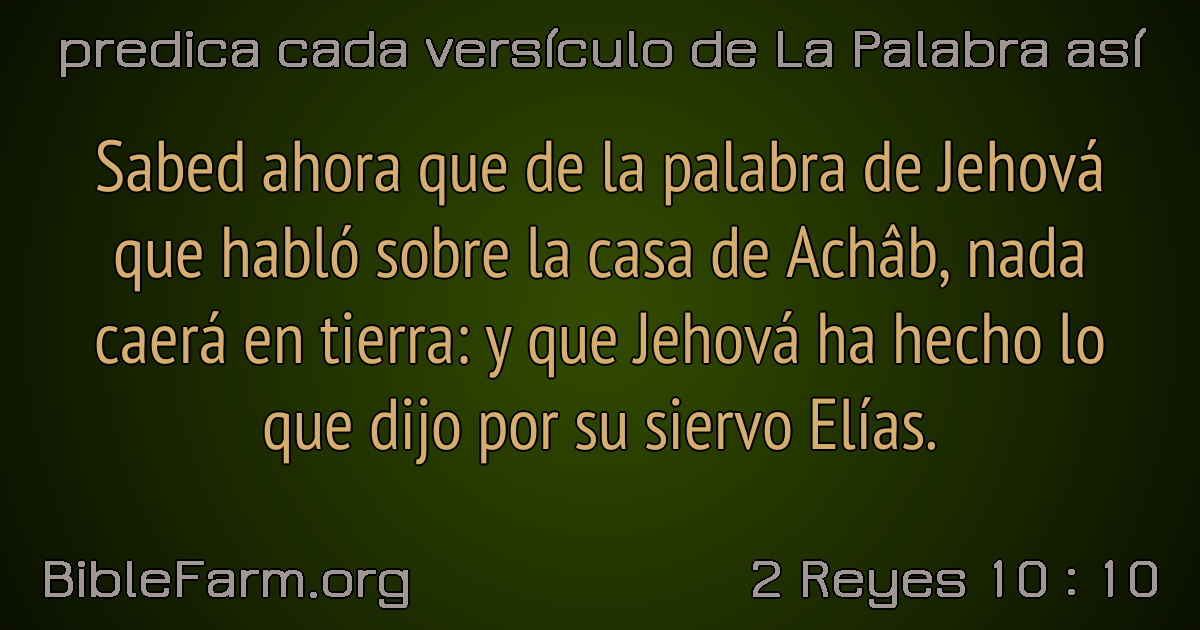 predica cada versículo de La Palabra así
Sabed ahora que de la palabra de Jehová
que habló sobre la casa de Achâb, nada
caerá en tierra: y que Jehová ha hecho lo
que dijo por su siervo Elías.
BibleFarm.org
2 Reyes 10 : 10